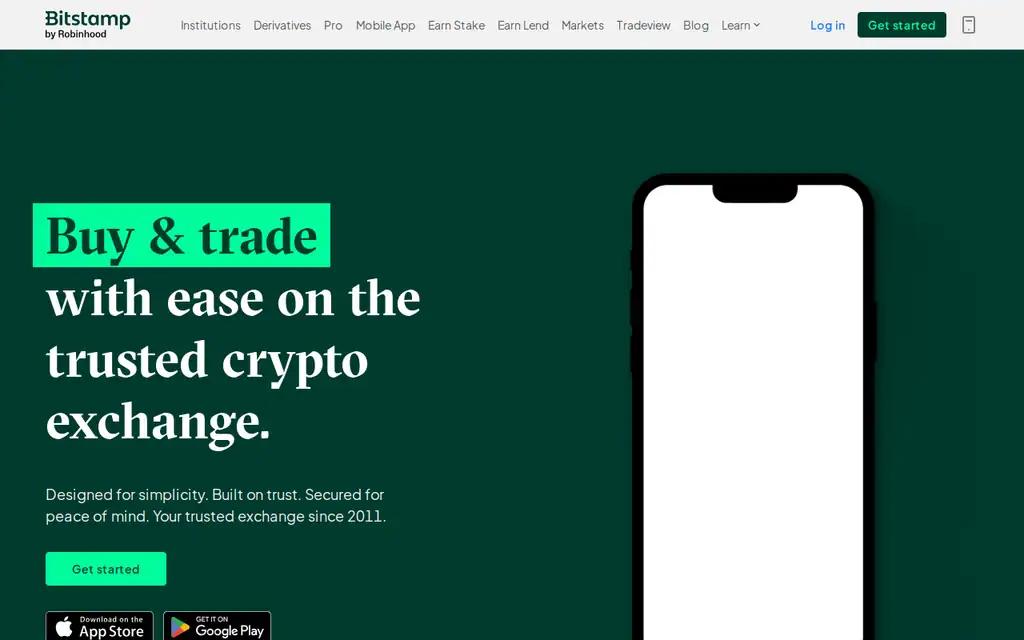 Bitstamp
by Robinhood
Institutions Derivatives Pro Mobile App Earn Stake Earn Lend Markets Tradeview Blog Learn
Log in Get started
Buy & trade
with ease on the
trusted crypto
exchange.
Designed for simplicity. Built on trust. Secured for
peace of mind. Your trusted exchange since 2011.
Get started
Download on the
App Store
GET IT ON
Google Play